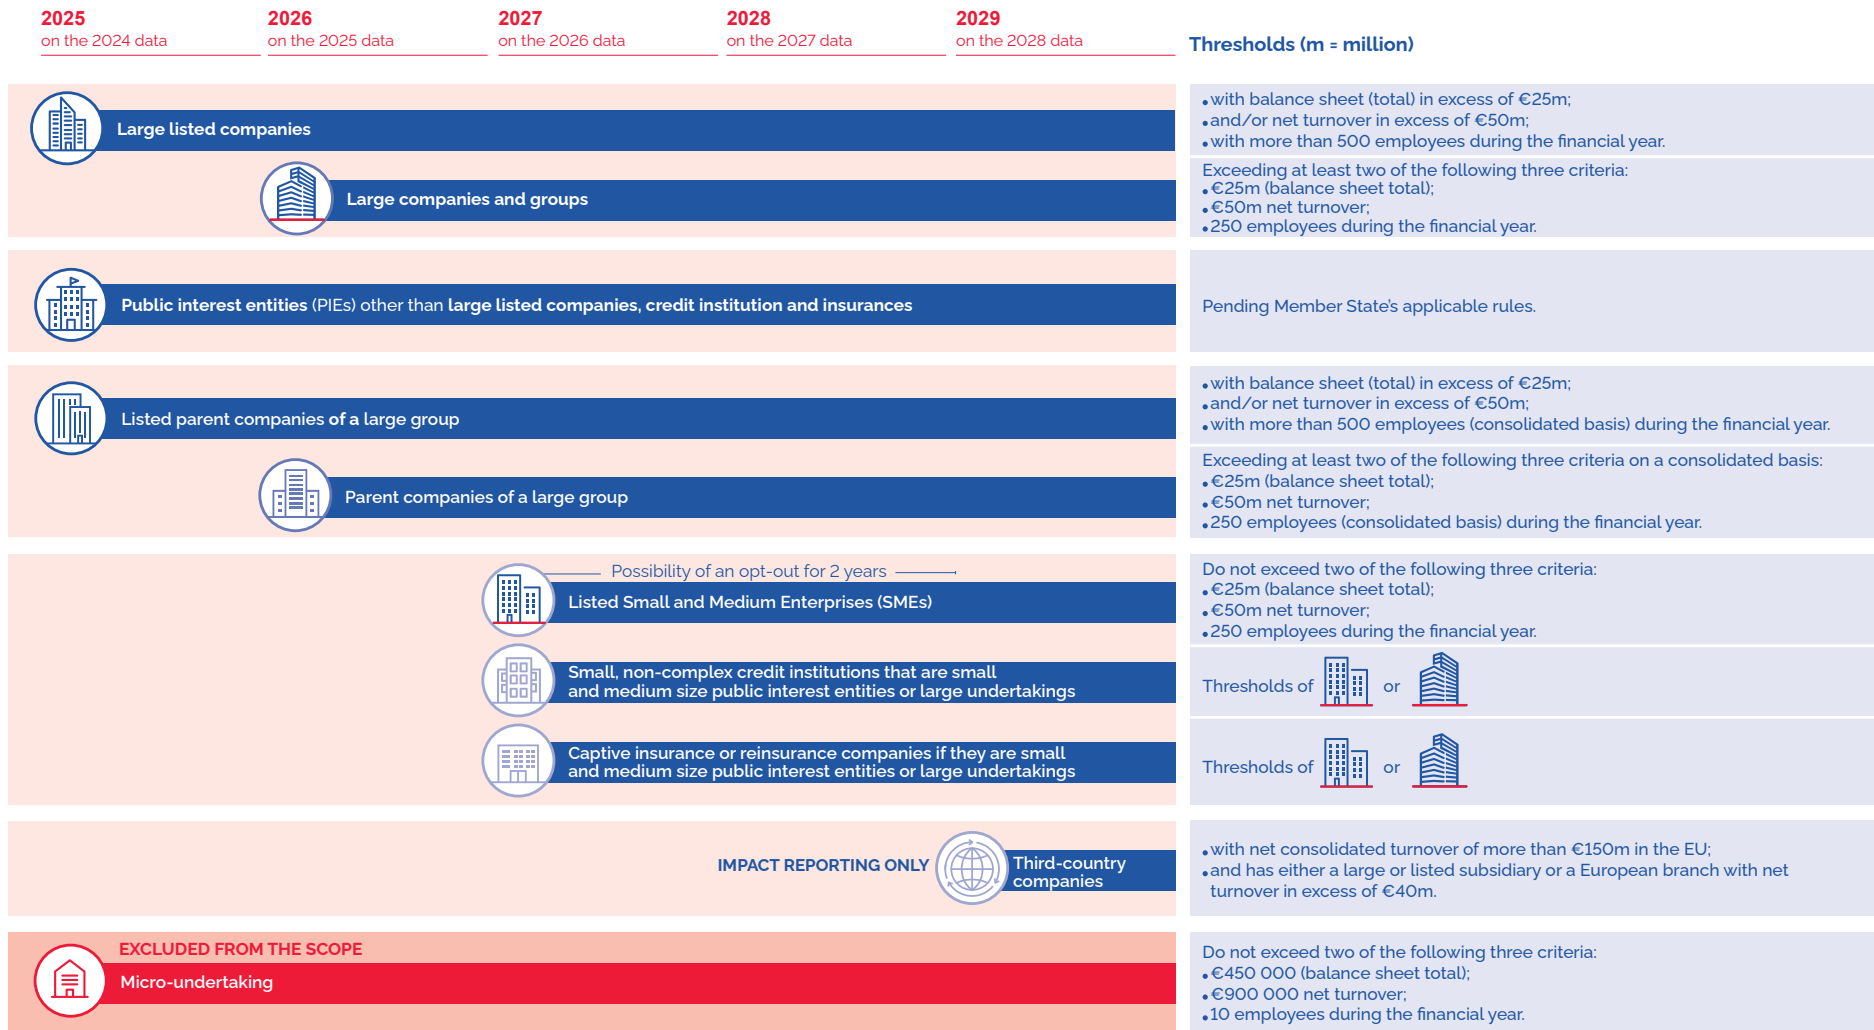 2025
on the 2024 data
2026
on the 2025 data
2027
on the 2026 data
2028
on the 2027 data
2029
on the 2028 data
Thresholds (m = million)
Large listed companies
•with balance sheet (total) in excess of €25m;
•and/or net turnover in excess of €50m;
•with more than 500 employees during the financial year.
Large companies and groups
Exceeding at least two of the following three criteria:
•€25m (balance sheet total);
•€50m net turnover;
•250 employees during the financial year.
Public interest entities (PIEs) other than large listed companies, credit institution and insurances
Pending Member State's applicable rules.
Listed parent companies of a large group
•with balance sheet (total) in excess of €25m;
•and/or net turnover in excess of €50m;
•with more than 500 employees (consolidated basis) during the financial year.
Parent companies of a large group
Exceeding at least two of the following three criteria on a consolidated basis:
•€25m (balance sheet total);
•€50m net turnover;
•250 employees (consolidated basis) during the financial year.
Possibility of an opt-out for 2 years
Listed Small and Medium Enterprises (SMEs)
Do not exceed two of the following three criteria:
•€25m (balance sheet total);
•€50m net turnover;
•250 employees during the financial year.
Small, non-complex credit institutions that are small
and medium size public interest entities or large undertakings
Thresholds of or
Captive insurance or reinsurance companies if they are small
and medium size public interest entities or large undertakings
Thresholds of or
IMPACT REPORTING ONLY
Third-country
companies
•with net consolidated turnover of more than €150m in the EU;
•and has either a large or listed subsidiary or a European branch with net
turnover in excess of €40m.
EXCLUDED FROM THE SCOPE
Micro-undertaking
Do not exceed two of the following three criteria:
•€450 000 (balance sheet total);
•€900 000 net turnover;
•10 employees during the financial year.